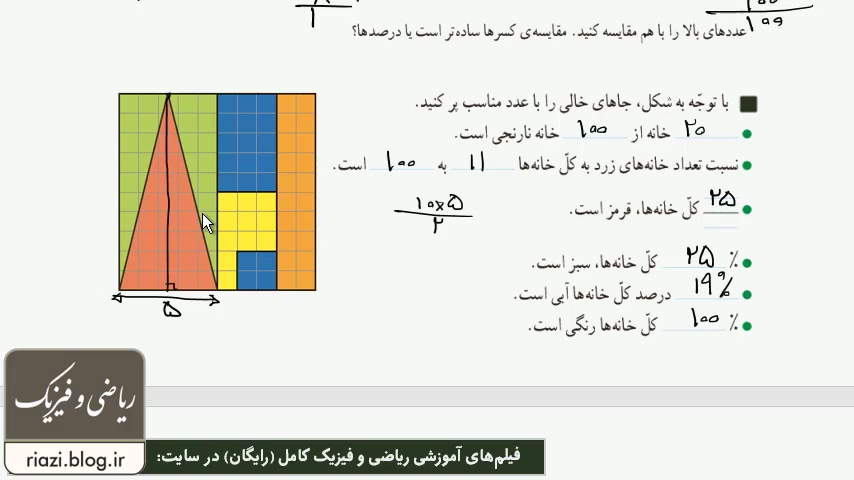 ۱۰۰
عددهای بالا را با هم مقایسه کنید. مقایسه‌ی کسرها ساده‌تر است یا درصدها؟
با توجّه به شکل، جاهای خالی را با عدد مناسب پر کنید.
۲۰ خانه از ۱۰۰ خانه نارنجی است.
نسبت تعداد خانه‌های زرد به کلّ خانه‌ها ۱۱ به ۱۰۰ است.
۲۵ کلّ خانه‌ها، قرمز است.
۱۰×۵
۲
٪ ۲۵ کلّ خانه‌ها، سبز است.
۱۹% درصد کلّ خانه‌ها آبی است.
٪ ۱۰۰ کلّ خانه‌ها رنگی است.
۵
ریاضی و فیزیک
riazi.blog.ir
فیلم‌های آموزشی ریاضی و فیزیک کامل (رایگان) در سایت: